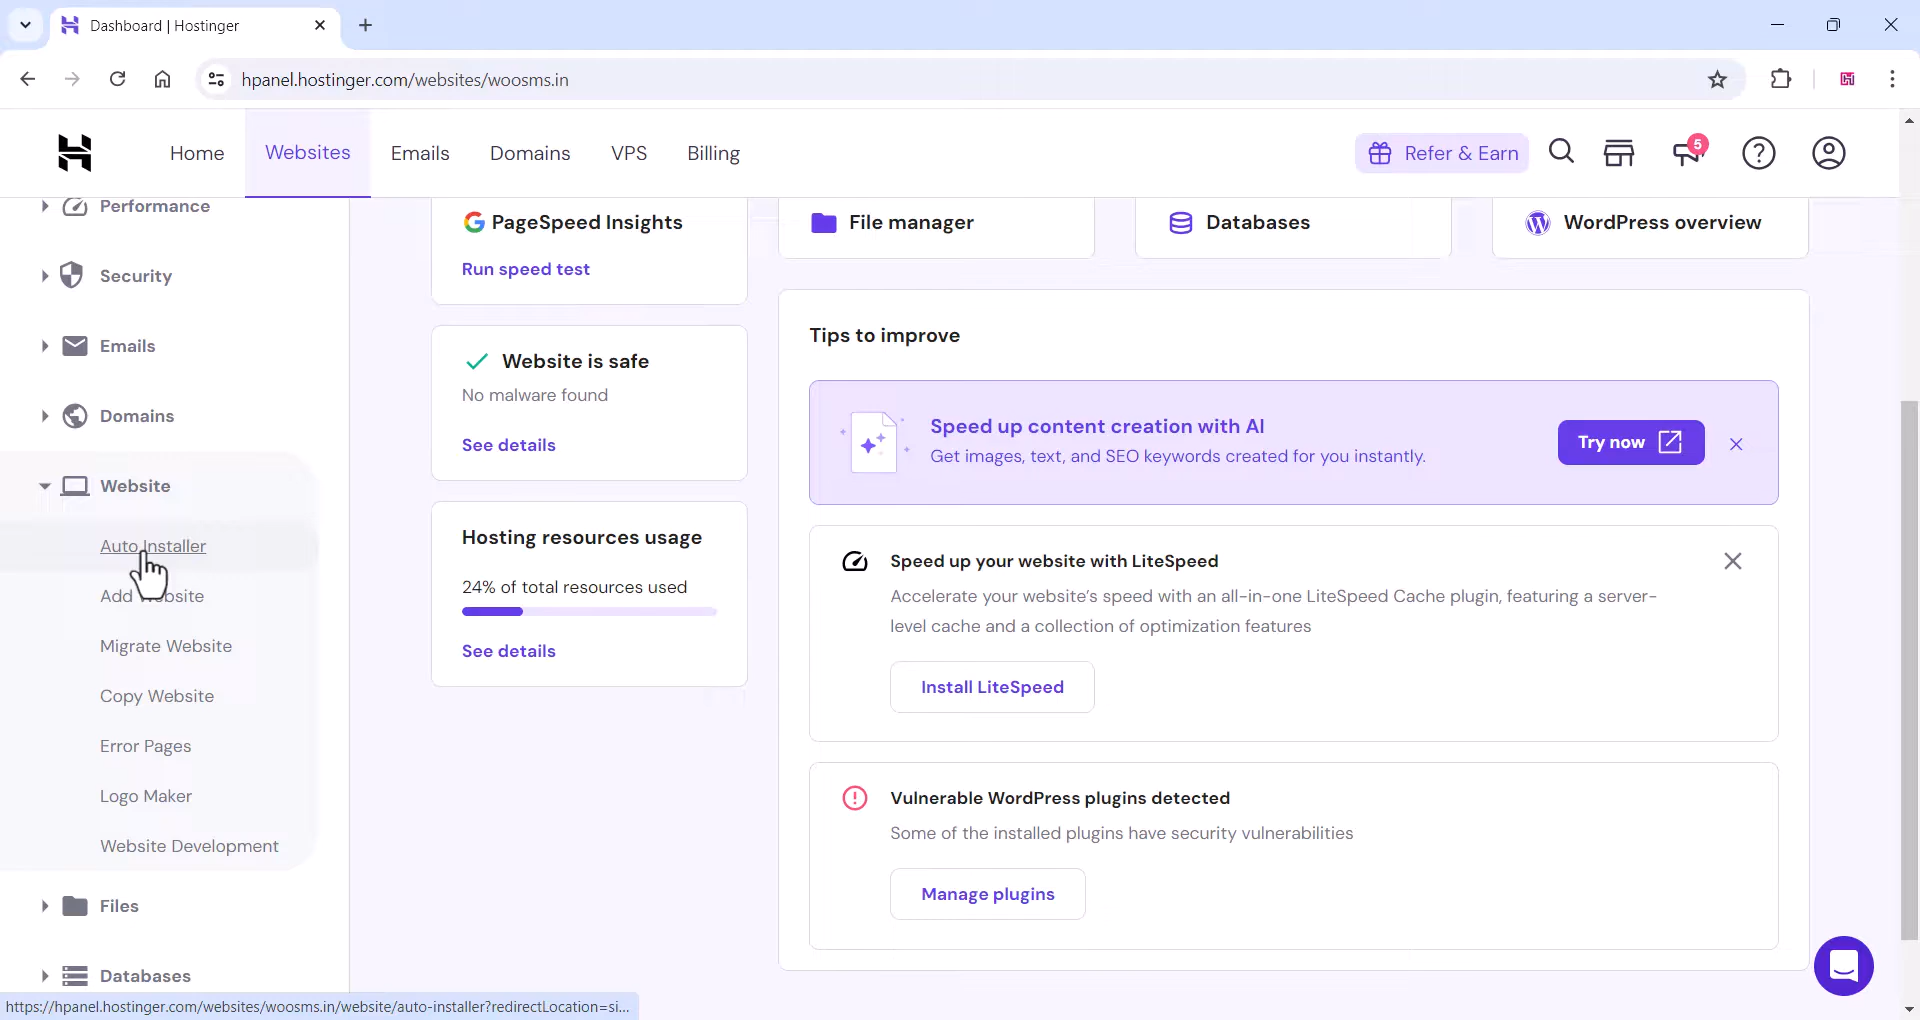 Dashboard | Hostinger
hpanel.hostinger.com/websites/woosms.in
Home
Websites
Emails
Domains
VPS
Billing
Refer & Earn
5
Performance
Security
Emails
Domains
Website
Auto Installer
Add Website
Migrate Website
Copy Website
Error Pages
Logo Maker
Website Development
Files
Databases
PageSpeed Insights
Run speed test
Website is safe
No malware found
See details
Hosting resources usage
24% of total resources used
See details
File manager
Databases
WordPress overview
Tips to improve
Speed up content creation with AI
Get images, text, and SEO keywords created for you instantly.
Try now
Speed up your website with LiteSpeed
Accelerate your website's speed with an all-in-one LiteSpeed Cache plugin, featuring a server-
level cache and a collection of optimization features
Install LiteSpeed
Vulnerable WordPress plugins detected
Some of the installed plugins have security vulnerabilities
Manage plugins
https://hpanel.hostinger.com/websites/woosms.in/website/auto-installer?redirectLocation=si...